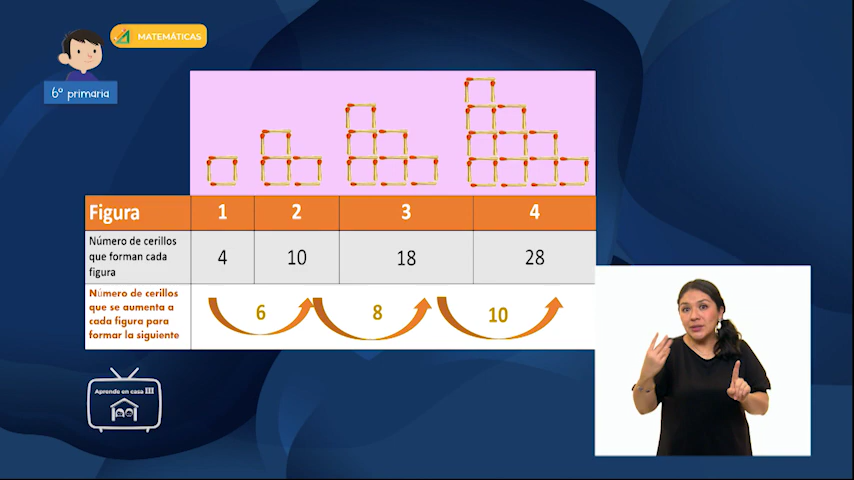 MATEMÁTICAS
6° primaria
Figura 1 2 3 4
Número de cerillos
que forman cada
figura
4 10 18 28
Número de cerillos
que se aumenta a
cada figura para
formar la siguiente
6 8 10
Aprende en casa III